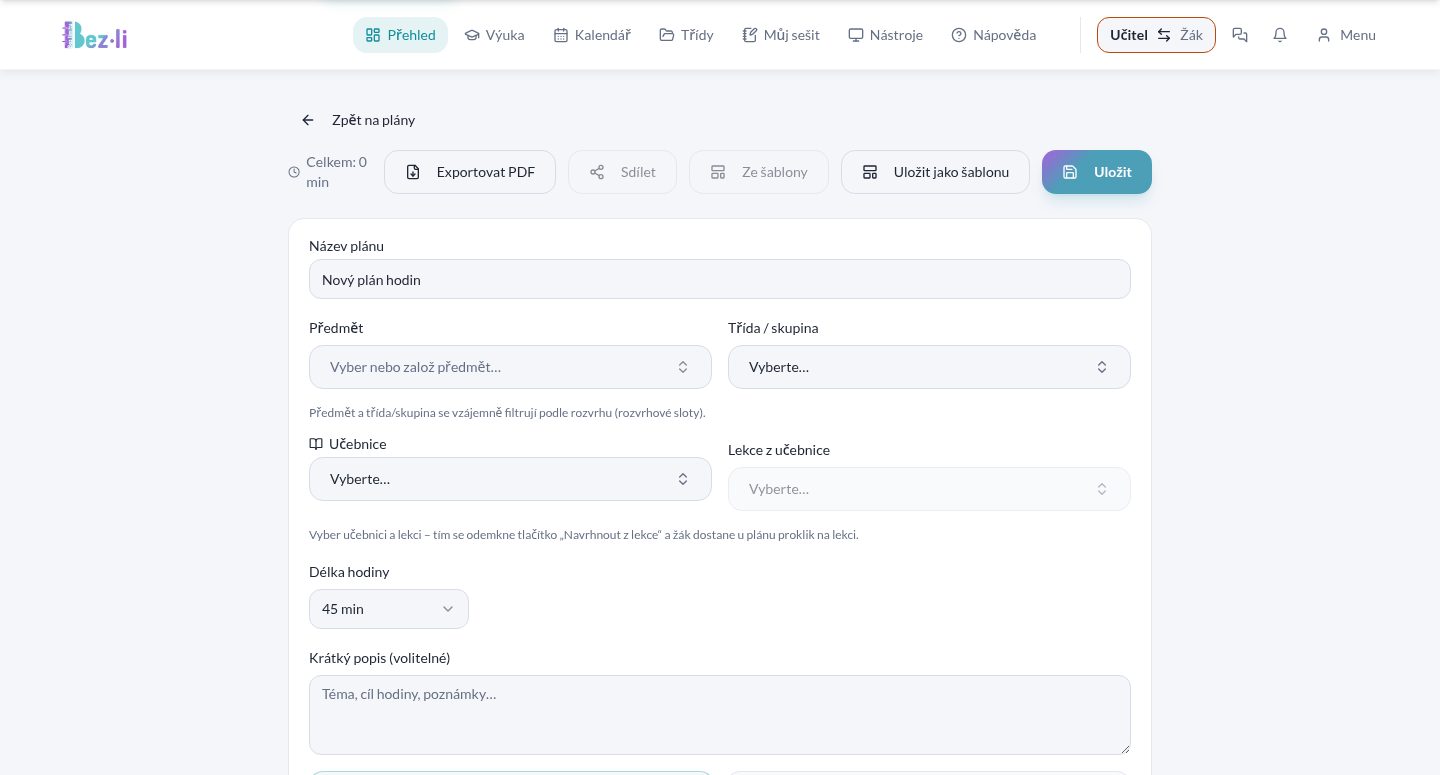 Bez·li
Přehled
Výuka
Kalendář
Třídy
Můj sešit
Nástroje
Nápověda
Učitel
Žák
Menu
Zpět na plány
Celkem: 0
min
Exportovat PDF
Sdílet
Ze šablony
Uložit jako šablonu
Uložit
Název plánu
Nový plán hodin
Předmět
Třída / skupina
Vyber nebo založ předmět…
Vyberte…
Předmět a třída/skupina se vzájemně filtrují podle rozvrhu (rozvrhové sloty).
Učebnice
Lekce z učebnice
Vyberte…
Vyberte…
Vyber učebnici a lekci – tím se odemkne tlačítko „Navrhnout z lekce“ a žák dostane u plánu proklik na lekci.
Délka hodiny
45 min
Krátký popis (volitelné)
Téma, cíl hodiny, poznámky…